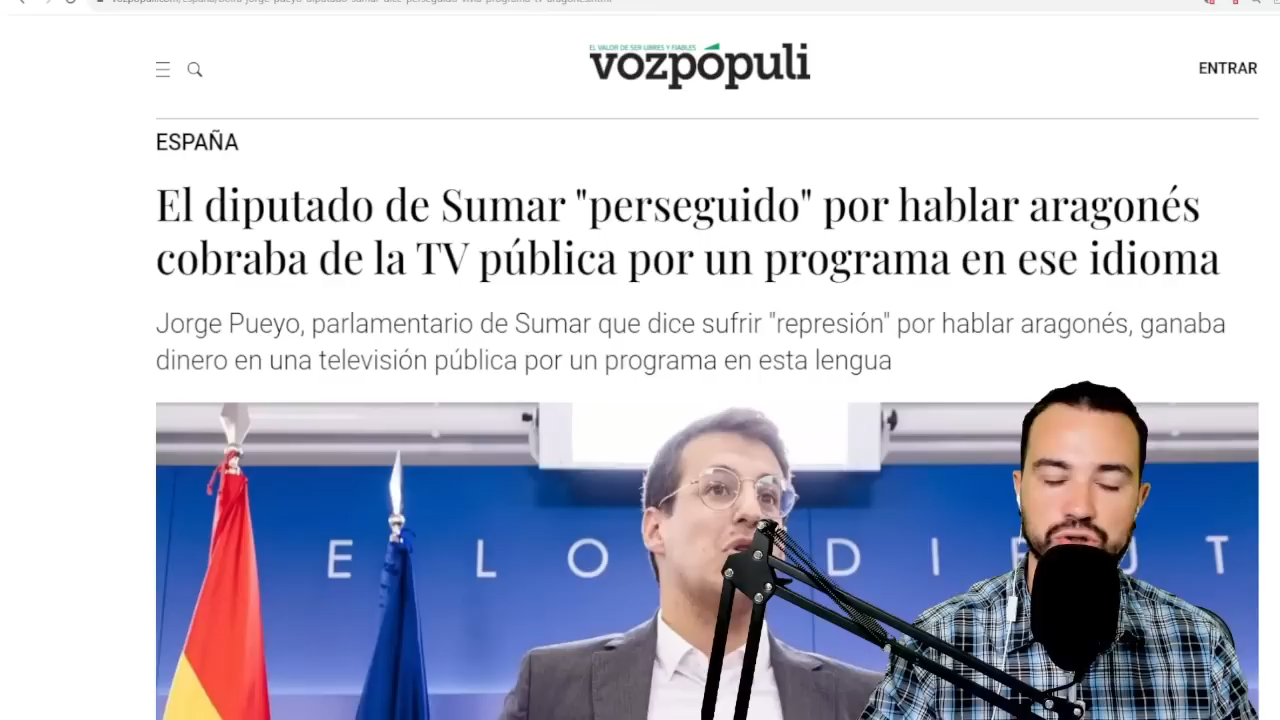 EL VALOR DE SER LIBRES Y FIABLES
vozpópuli
ENTRAR
ESPAÑA
El diputado de Sumar "perseguido" por hablar aragonés
cobraba de la TV pública por un programa en ese idioma
Jorge Pueyo, parlamentario de Sumar que dice sufrir "represión" por hablar aragonés, ganaba
dinero en una televisión pública por un programa en esta lengua
E L O D I P U T